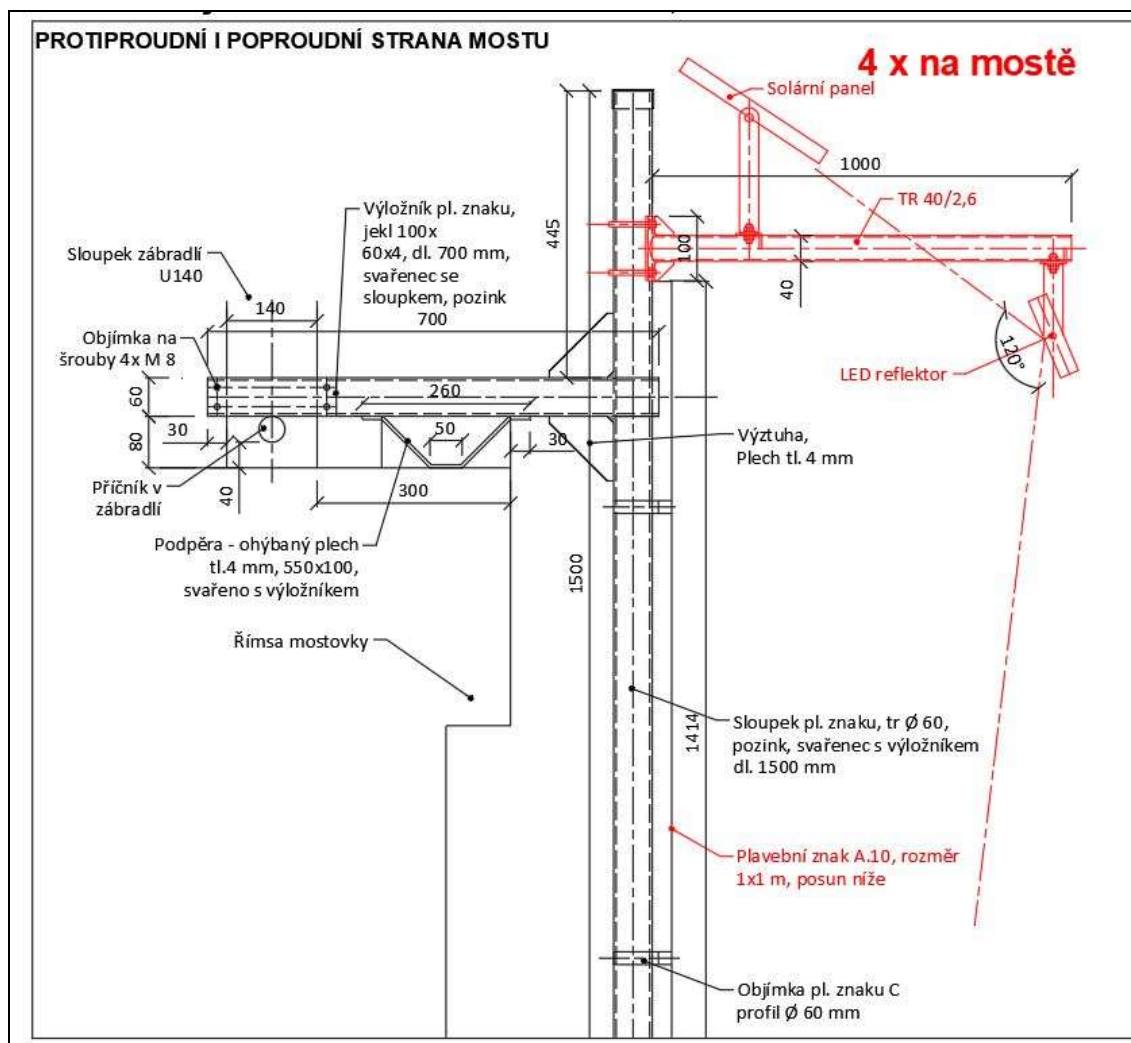 PROTIPROUDNÍ I POPROUDNÍ STRANA MOSTU
4 x na mostě
Solární panel
1000
TR 40/2,6
445
100
40
Výložník pl. znaku,
jekl 100x
60x4, dl. 700 mm,
svařenec se
sloupkem, pozink
Sloupek zábradlí
U140
140
700
Objímka na
šrouby 4x M 8
60
260
LED reflektor
120°
80
30
50
30
Výztuha,
Plech tl. 4 mm
40
300
Příčník v
zábradlí
Podpěra - ohýbaný plech
tl.4 mm, 550x100,
svařeno s výložníkem
1500
Římsa mostovky
1414
Sloupek pl. znaku, tr Ø 60,
pozink, svařenec s výložníkem
dl. 1500 mm
Plavební znak A.10, rozměr
1x1 m, posun níže
Objímka pl. znaku C
profil Ø 60 mm